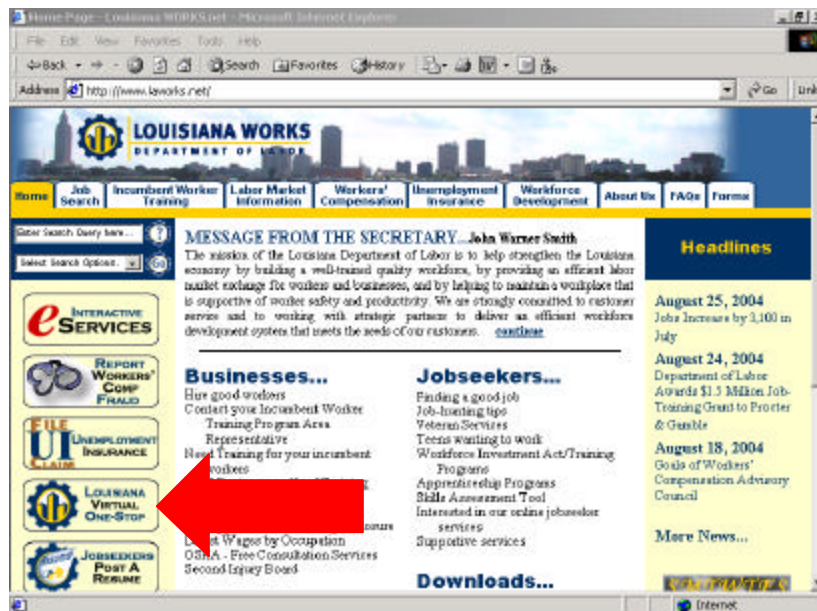 Home Page - Louisiana WORKS.net - Microsoft Internet Explorer
File Edit View Favorites Tools Help
Back Search Favorites History
Address http://www.laworks.net/ Go Link
LOUISIANA WORKS
DEPARTMENT OF LABOR
Home
Job Search
Incumbent Worker Training
Labor Market Information
Workers' Compensation
Unemployment Insurance
Workforce Development
About Us
FAQs
Forms
Enter Search Query here...
Select Search Options. Go
INTERACTIVE
eSERVICES
REPORT
WORKERS'
COMP
FRAUD
FILE
UI UNEMPLOYMENT
INSURANCE
CLAIM
LOUISIANA
VIRTUAL
ONE-STOP
JOBSEEKERS
POST A
RESUME
MESSAGE FROM THE SECRETARY...John Warner Smith
The mission of the Louisiana Department of Labor is to help strengthen the Louisiana
economy by building a well-trained quality workforce, by providing an efficient labor
market exchange for workers and businesses, and by helping to maintain a workplace that
is supportive of worker safety and productivity. We are strongly committed to customer
service and to working with strategic partners to deliver an efficient workforce
development system that meets the needs of our customers. continue
Businesses...
Hire good workers
Contact your Incumbent Worker
Training Program Area
Representative
Need Training for your incumbent
workers
Wages by Occupation
OSHA - Free Consultation Services
Second Injury Board
Jobseekers...
Finding a good job
Job-hunting tips
Veteran Services
Teens wanting to work
Workforce Investment Act/Training
Programs
Apprenticeship Programs
Skills Assessment Tool
Interested in our online jobseeker
services
Supportive services
Downloads...
Headlines
August 25, 2004
Jobs Increase by 3,100 in
July
August 24, 2004
Department of Labor
Awards $1.5 Million Job-
Training Grant to Procter
& Gamble
August 18, 2004
Goals of Workers'
Compensation Advisory
Council
More News...
Internet